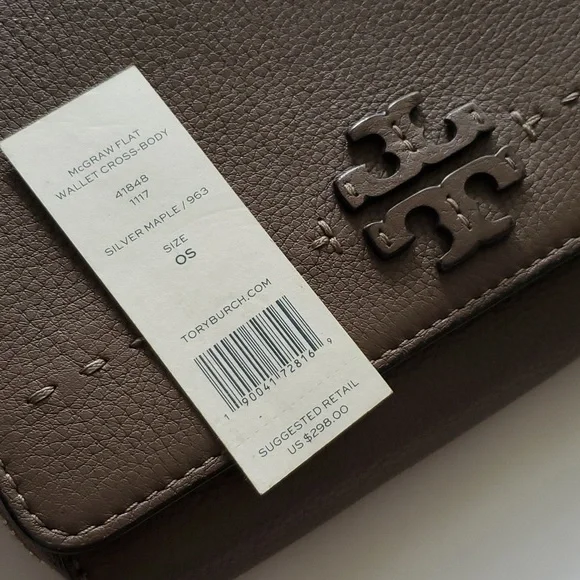 McGRAW FLAT
WALLET CROSS-BODY
41848
1117
SILVER MAPLE / 963
SIZE
OS
TORYBURCH.COM
1 90041 72816 9
SUGGESTED RETAIL
US $298.00